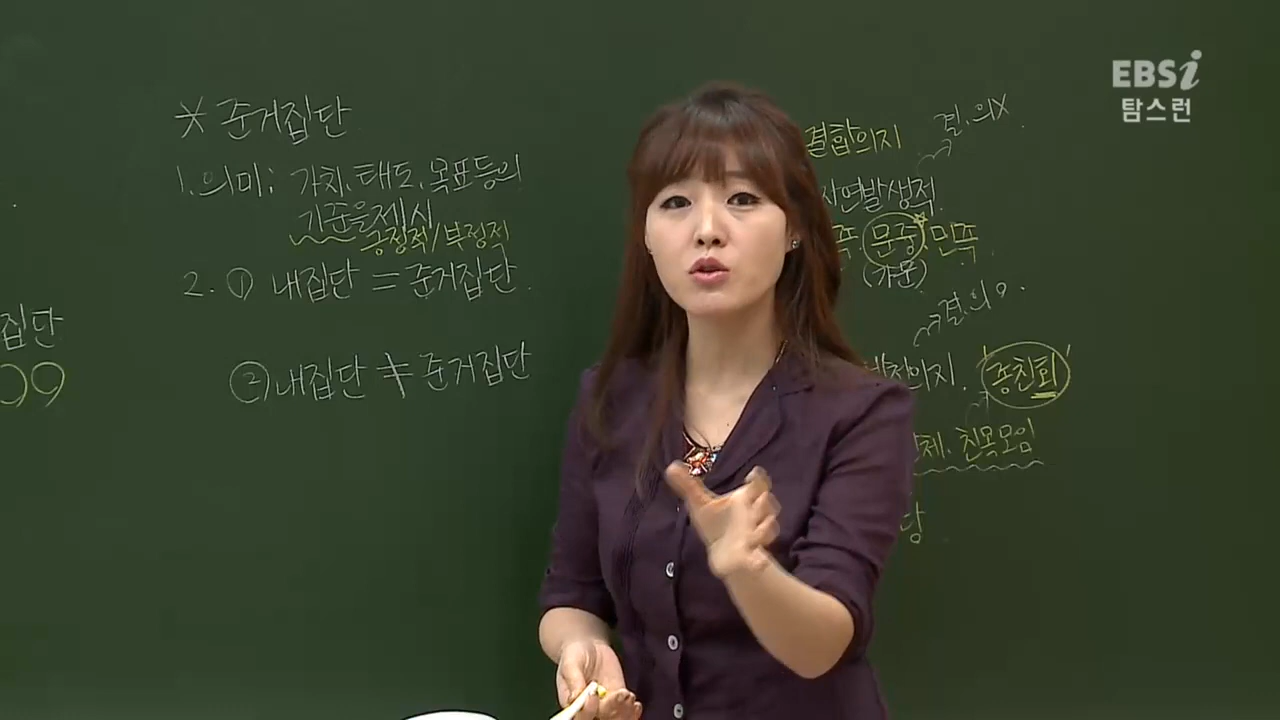 EBSi
탐스런
* 준거집단
1. 의미: 가치, 태도, 목표등의
기준을제시
긍정적/부정적
2. ① 내집단 = 준거집단
② 내집단 ≠ 준거집단
집단
결합의지 결.의X
자연발생적
문중 민족
(가문)
결.의O.
의지. '종친회'
체. 친목모임
당